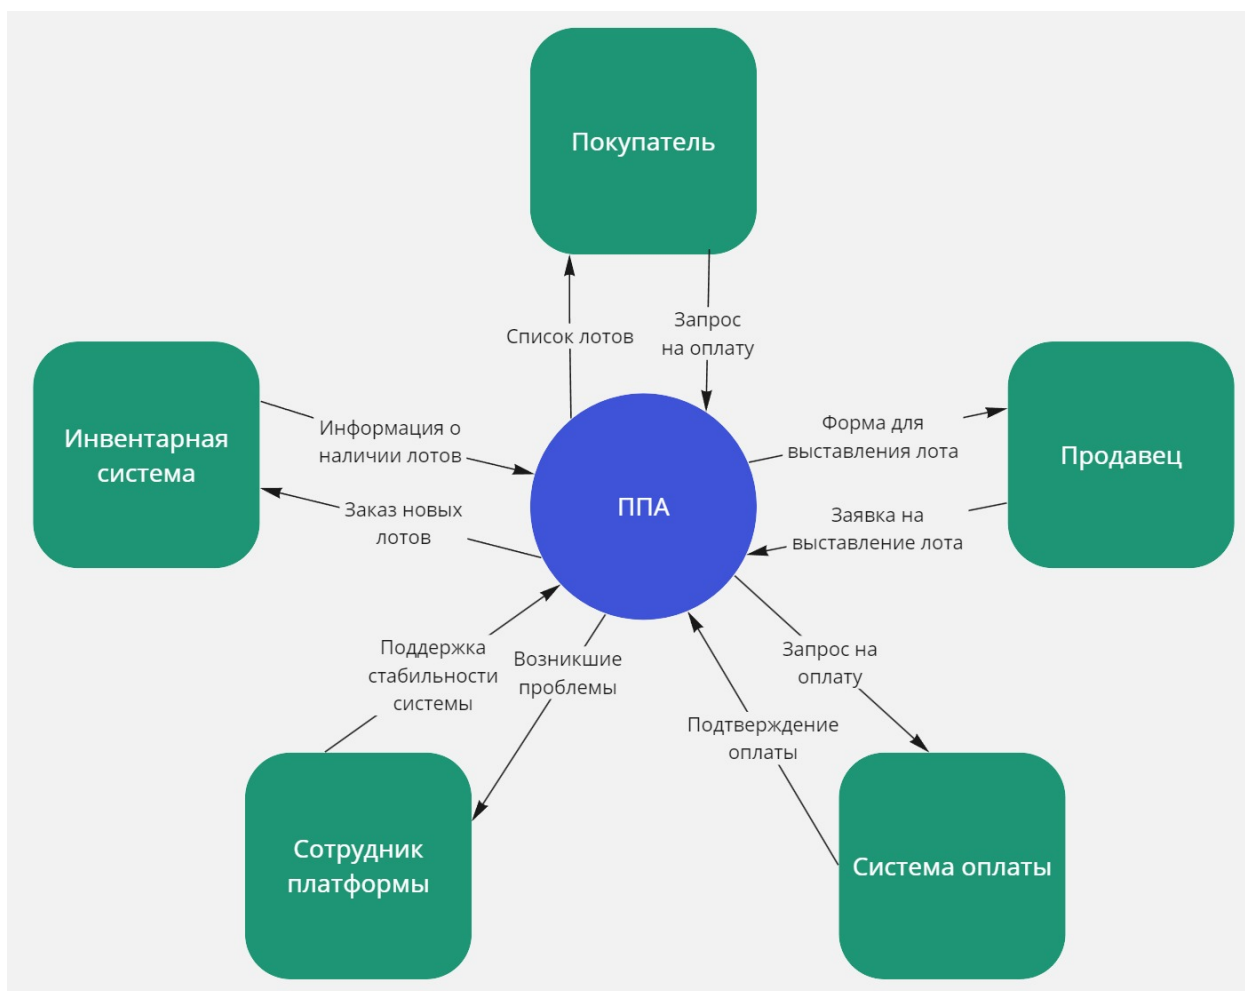 Покупатель
Список лотов
Запрос
на оплату
Инвентарная
система
Информация о
наличии лотов
Заказ новых
лотов
ППА
Форма для
выставления лота
Заявка на
выставление лота
Продавец
Поддержка
стабильности
системы
Возникшие
проблемы
Запрос на
оплату
Подтверждение
оплаты
Сотрудник
платформы
Система оплаты